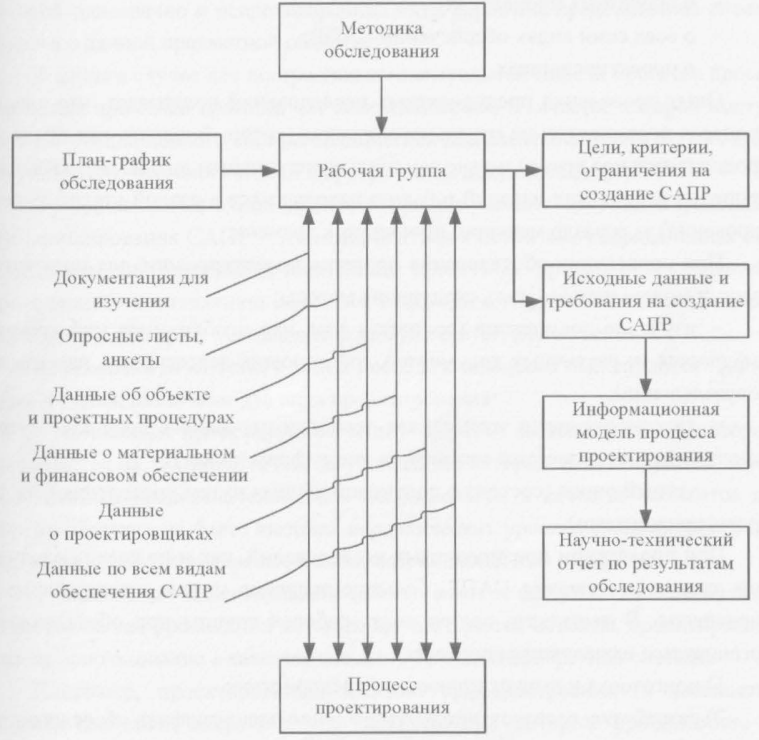 Методика
обследования
План-график
обследования
Рабочая группа
Цели, критерии,
ограничения на
создание САПР
Документация для
изучения
Опросные листы,
анкеты
Данные об объекте
и проектных процедурах
Данные о материальном
и финансовом обеспечении
Данные
о проектировщиках
Данные по всем видам
обеспечения САПР
Исходные данные и
требования на создание
САПР
Информационная
модель процесса
проектирования
Научно-технический
отчет по результатам
обследования
Процесс
проектирования